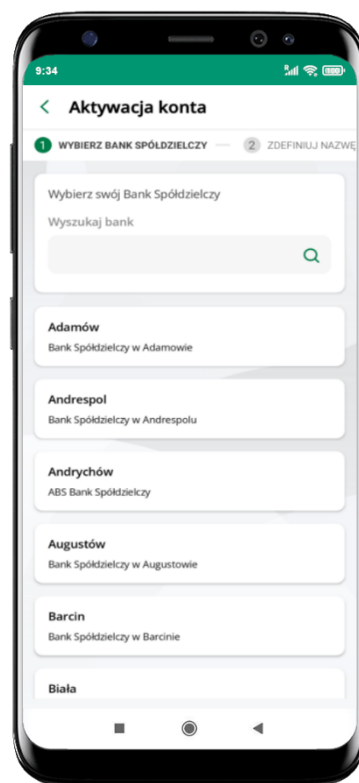 9:34
Aktywacja konta
1 WYBIERZ BANK SPÓŁDZIELCZY 2 ZDEFINIUJ NAZWĘ
Wybierz swój Bank Spółdzielczy
Wyszukaj bank
Adamów
Bank Spółdzielczy w Adamowie
Andrespol
Bank Spółdzielczy w Andrespolu
Andrychów
ABS Bank Spółdzielczy
Augustów
Bank Spółdzielczy w Augustowie
Barcin
Bank Spółdzielczy w Barcinie
Biała